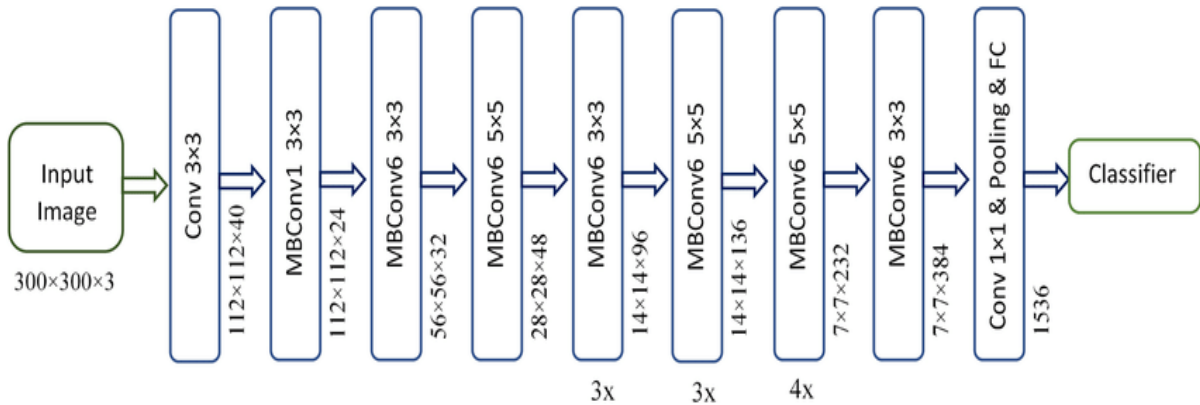 Input
Image
300×300×3
Conv 3×3
112×112×40
MBConv1 3×3
112×112×24
MBConv6 3×3
56×56×32
MBConv6 5×5
28×28×48
MBConv6 3×3
3x
14×14×96
MBConv6 5×5
3x
14×14×136
MBConv6 5×5
4x
7×7×232
MBConv6 3×3
7×7×384
Conv 1×1 & Pooling & FC
1536
Classifier